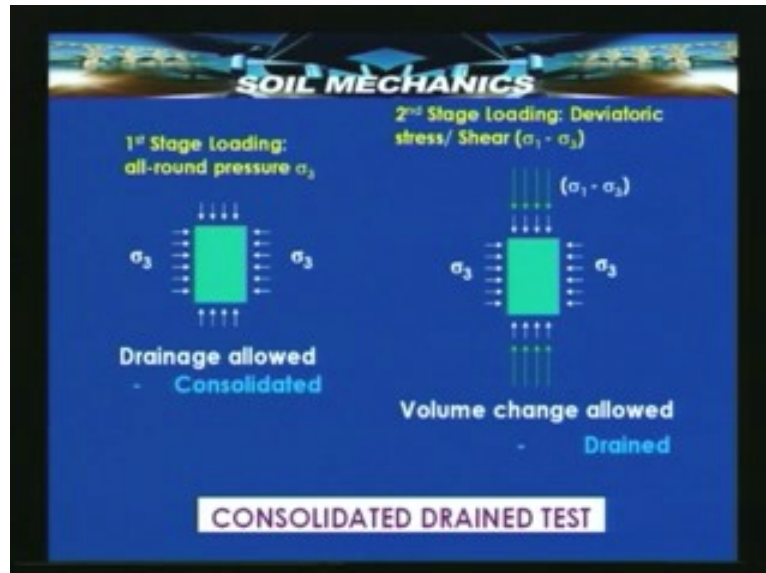 SOIL MECHANICS
1st Stage Loading:
all-round pressure σ3
σ3
σ3
Drainage allowed
- Consolidated
2nd Stage Loading: Deviatoric
stress/ Shear (σ1 - σ3)
(σ1 - σ3)
σ3
σ3
Volume change allowed
- Drained
CONSOLIDATED DRAINED TEST